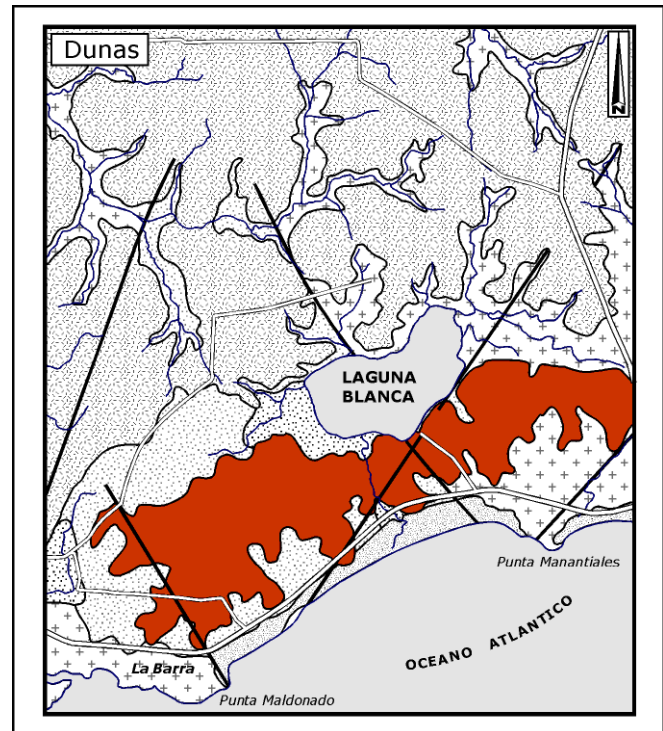 Dunas
N
LAGUNA
BLANCA
Punta Manantiales
OCEANO ATLANTICO
La Barra
Punta Maldonado